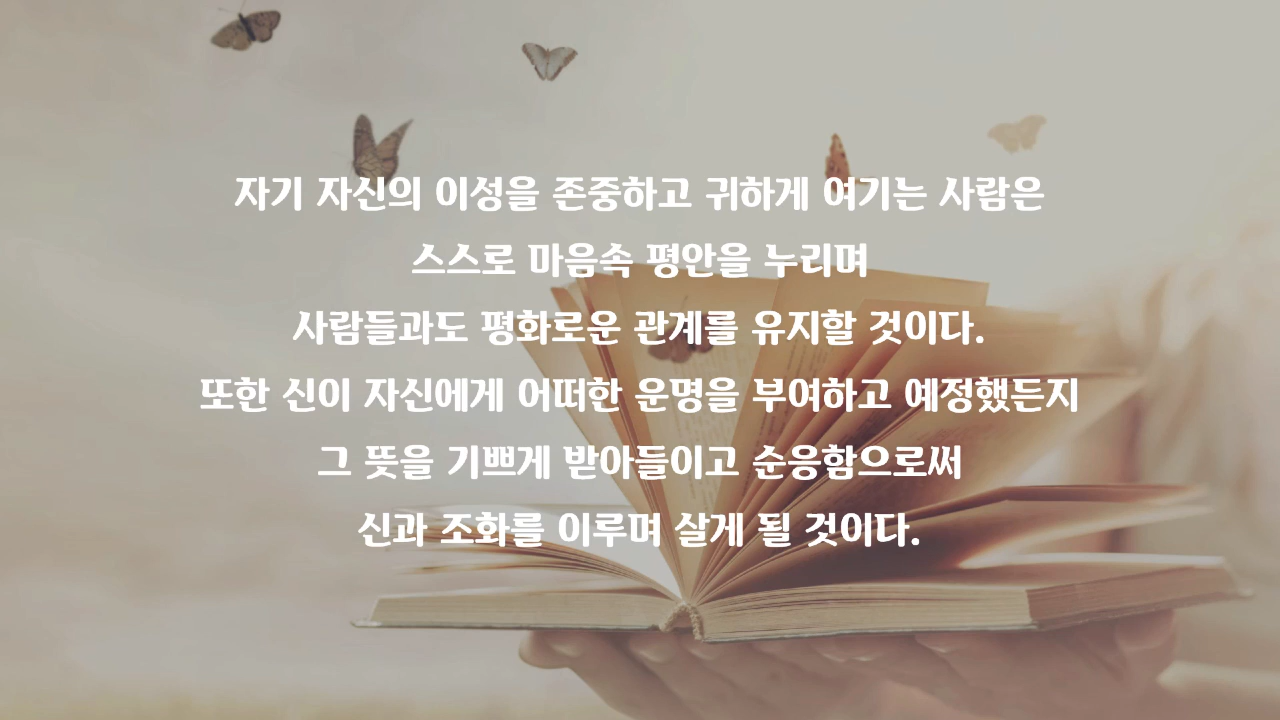 자기 자신의 이성을 존중하고 귀하게 여기는 사람은
스스로 마음속 평안을 누리며
사람들과도 평화로운 관계를 유지할 것이다.
또한 신이 자신에게 어떠한 운명을 부여하고 예정했든지
그 뜻을 기쁘게 받아들이고 순응함으로써
신과 조화를 이루며 살게 될 것이다.